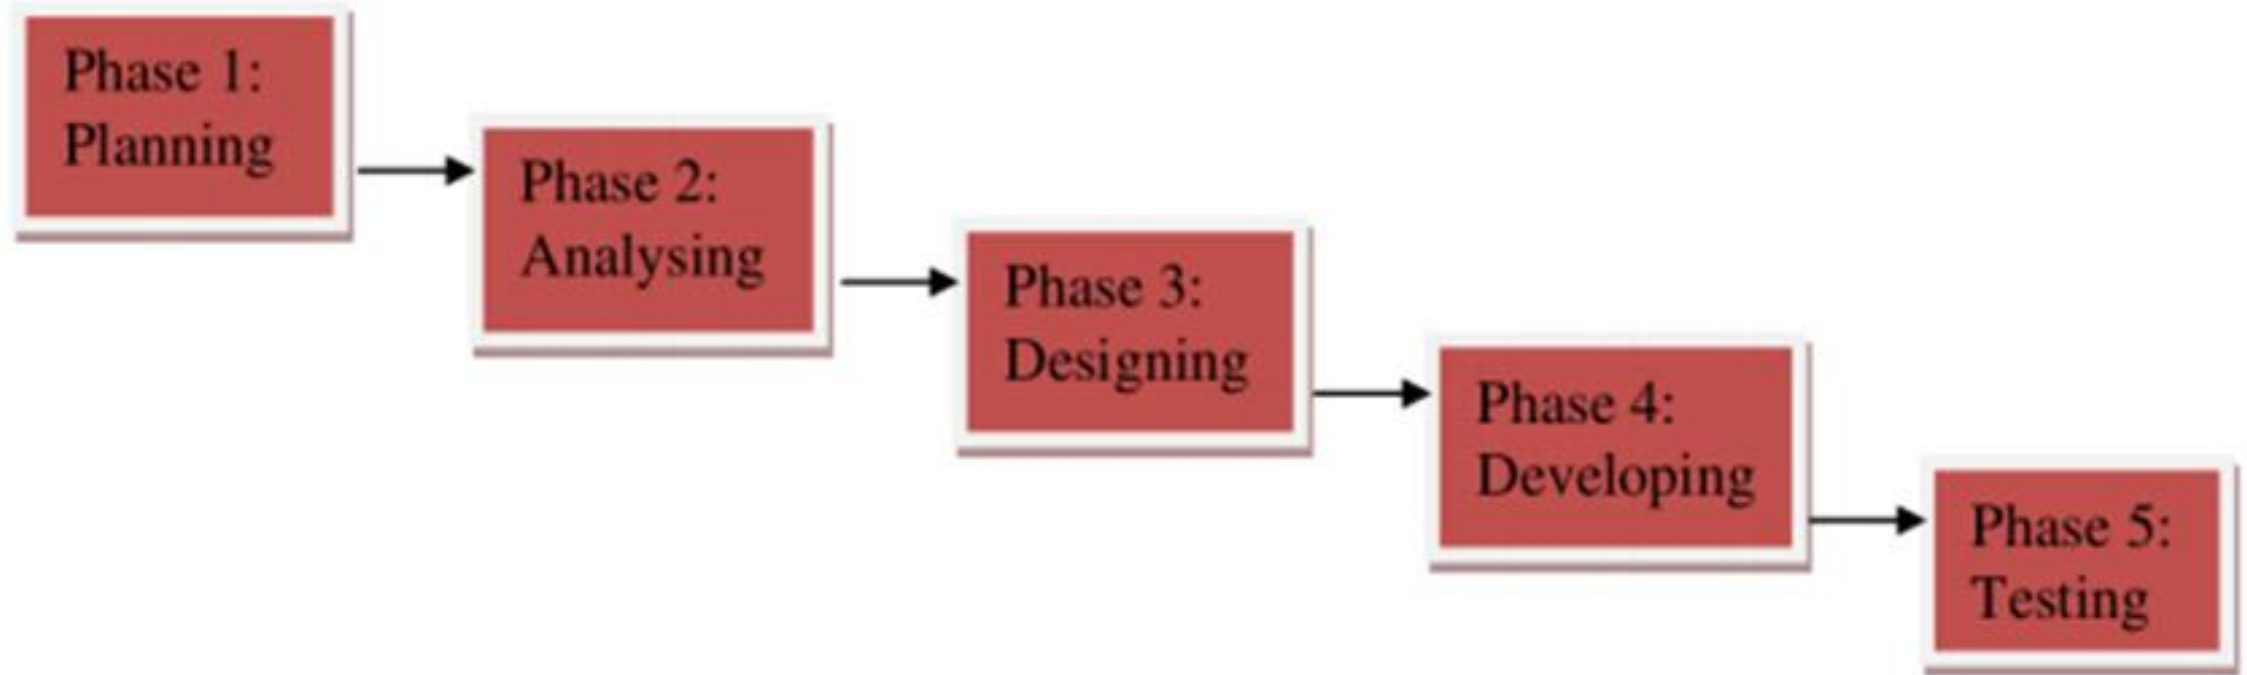 Phase 1:
Planning
Phase 2:
Analysing
Phase 3:
Designing
Phase 4:
Developing
Phase 5:
Testing